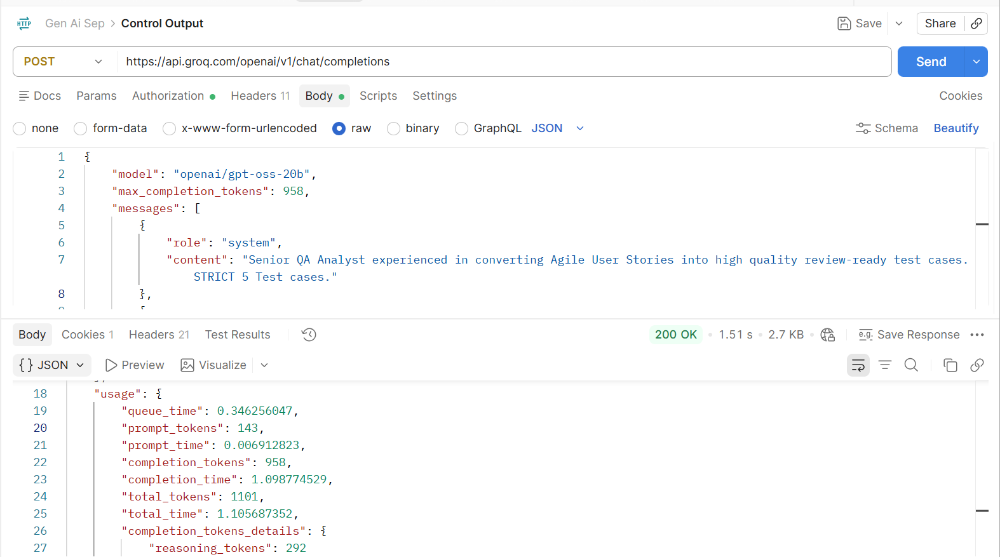 HTTP Gen Ai Sep > Control Output Save Share
POST https://api.groq.com/openai/v1/chat/completions Send
Docs Params Authorization Headers 11 Body Scripts Settings Cookies
none form-data x-www-form-urlencoded raw binary GraphQL JSON Schema Beautify
1 {
2 "model": "openai/gpt-oss-20b",
3 "max_completion_tokens": 958,
4 "messages": [
5 {
6 "role": "system",
7 "content": "Senior QA Analyst experienced in converting Agile User Stories into high quality review-ready test cases.
STRICT 5 Test cases."
8 },
Body Cookies 1 Headers 21 Test Results 200 OK • 1.51 s • 2.7 KB • e.g. Save Response
{} JSON Preview Visualize
18 "usage": {
19 "queue_time": 0.346256047,
20 "prompt_tokens": 143,
21 "prompt_time": 0.006912823,
22 "completion_tokens": 958,
23 "completion_time": 1.098774529,
24 "total_tokens": 1101,
25 "total_time": 1.105687352,
26 "completion_tokens_details": {
27 "reasoning_tokens": 292